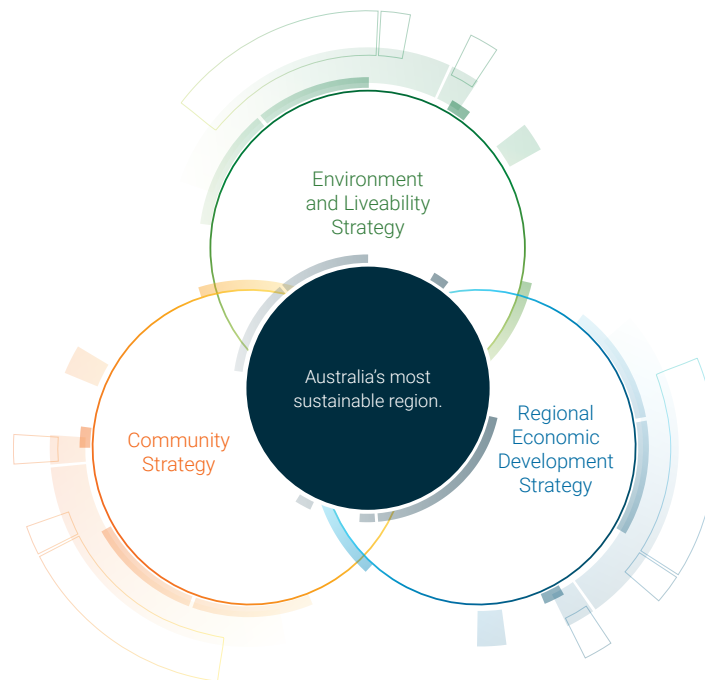 Environment
and Liveability
Strategy
Australia's most
sustainable region.
Community
Strategy
Regional
Economic
Development
Strategy